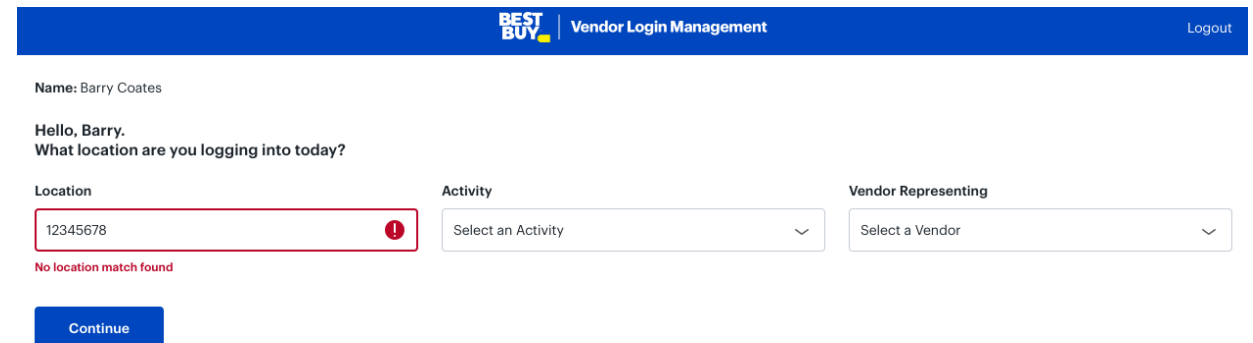 BEST BUY Vendor Login Management Logout
Name: Barry Coates
Hello, Barry.
What location are you logging into today?
Location Activity Vendor Representing
12345678 Select an Activity Select a Vendor
No location match found
Continue